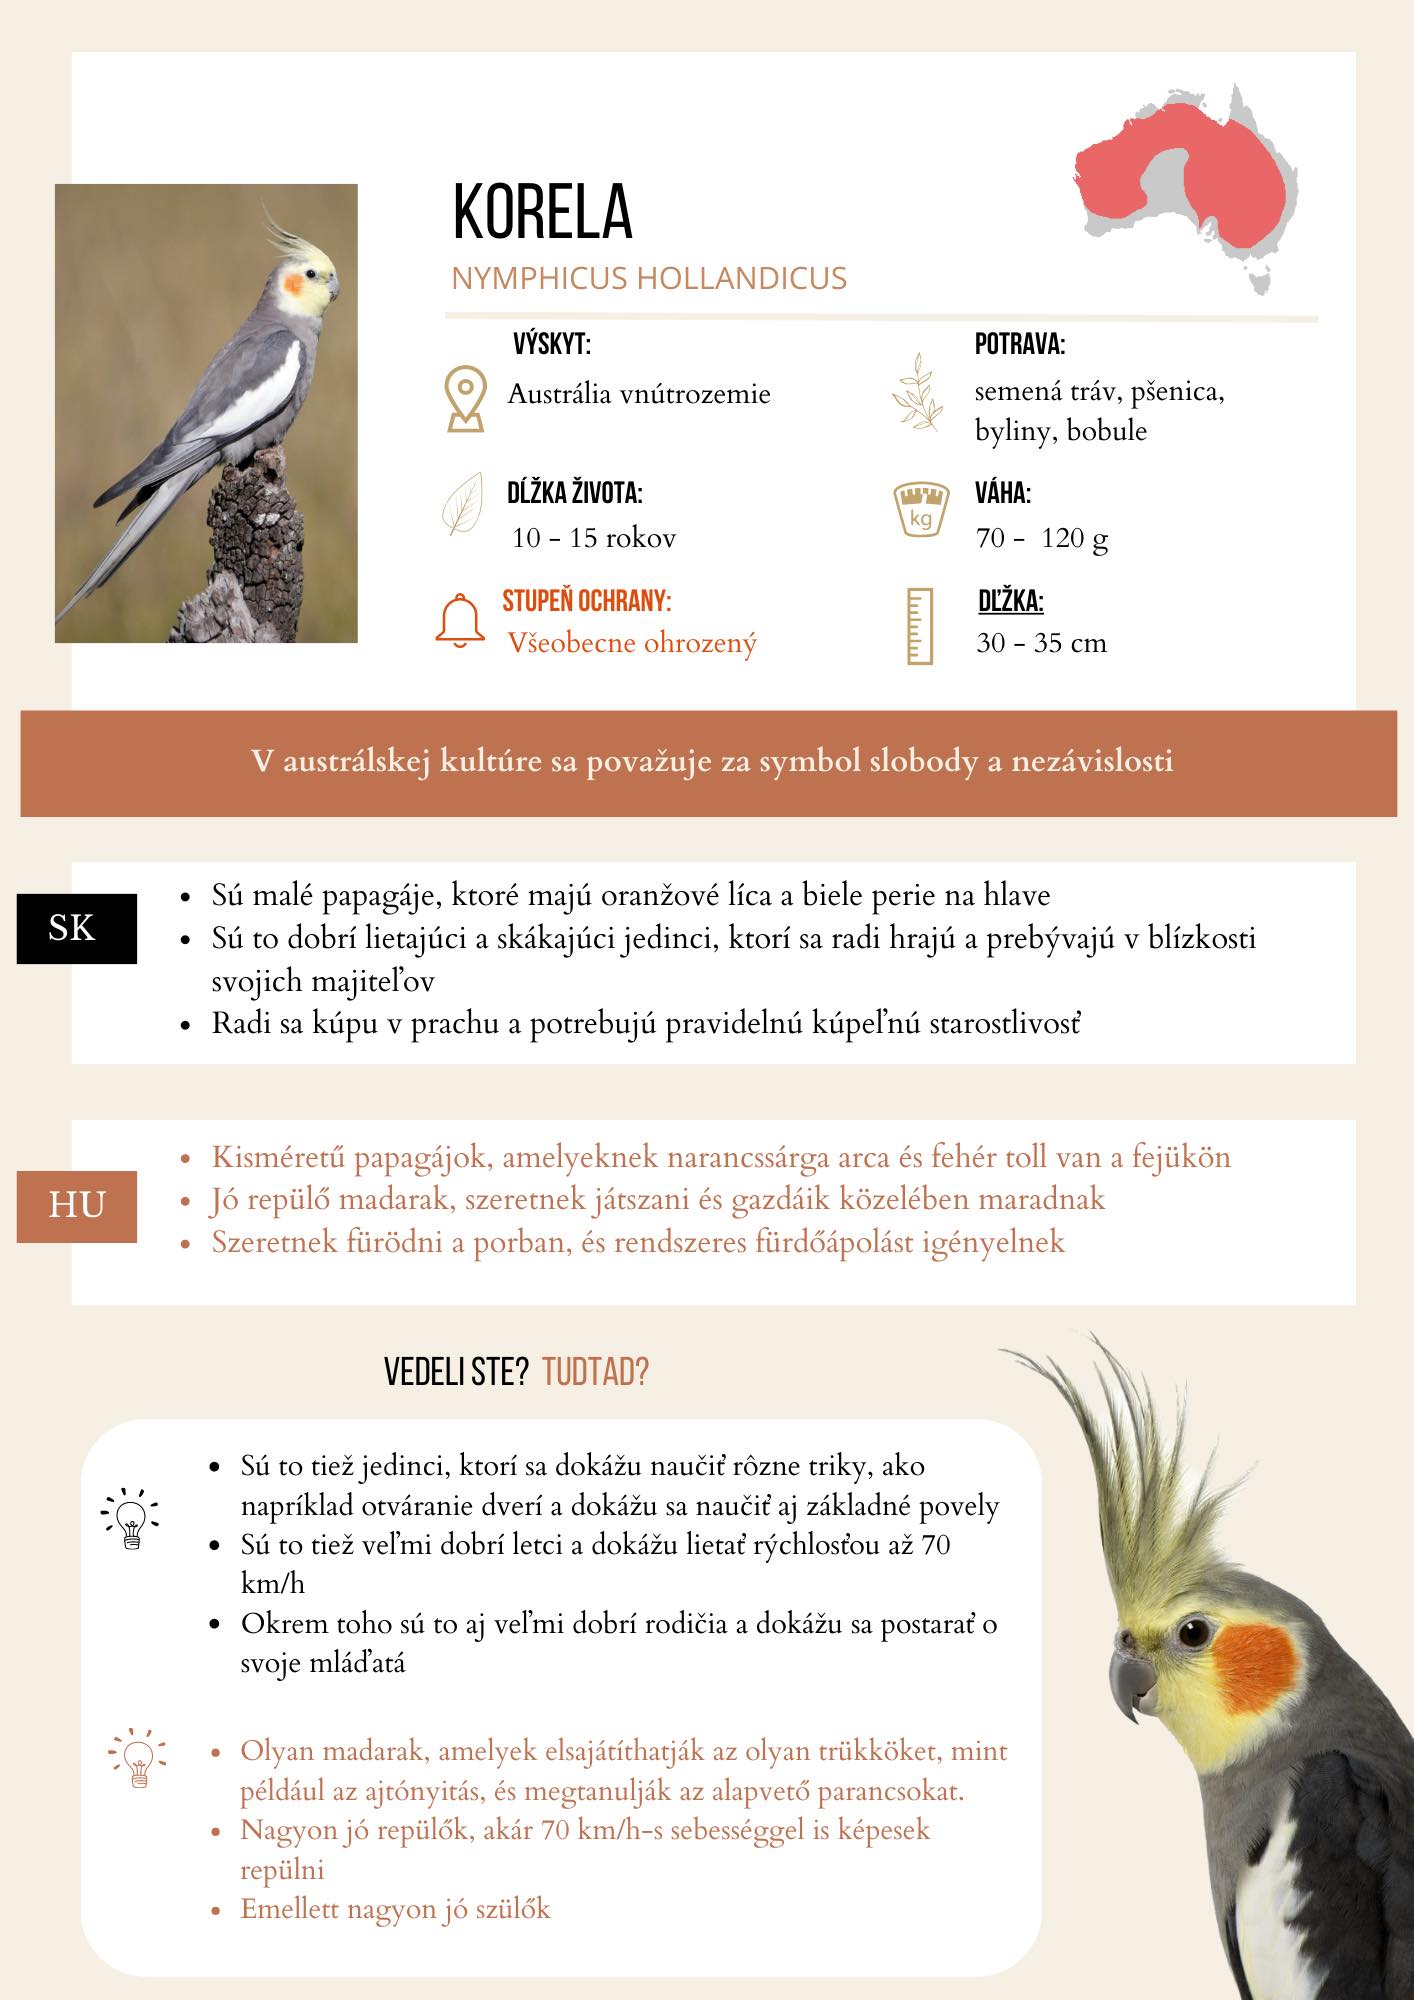 KORELA
NYMPHICUS HOLLANDICUS
VÝSKYT:
Austrália vnútrozemie
POTRAVA:
semená tráv, pšenica,
byliny, bobule
DĹŽKA ŽIVOTA:
10 - 15 rokov
kg
VÁHA:
70 -  120 g
STUPEŇ OCHRANY:
Všeobecne ohrozený
DĽŽKA:
30 - 35 cm
V austrálskej kultúre sa považuje za symbol slobody a nezávislosti
SK
• Sú malé papagáje, ktoré majú oranžové líca a biele perie na hlave
• Sú to dobrí lietajúci a skákajúci jedinci, ktorí sa radi hrajú a prebývajú v blízkosti
svojich majiteľov
• Radi sa kúpu v prachu a potrebujú pravidelnú kúpeľnú starostlivosť
HU
• Kisméretű papagájok, amelyeknek narancssárga arca és fehér toll van a fejükön
• Jó repülő madarak, szeretnek játszani és gazdáik közelében maradnak
• Szeretnek fürödni a porban, és rendszeres fürdőápolást igényelnek
VEDELI STE? TUDTAD?
• Sú to tiež jedinci, ktorí sa dokážu naučiť rôzne triky, ako
napríklad otváranie dverí a dokážu sa naučiť aj základné povely
• Sú to tiež veľmi dobrí letci a dokážu lietať rýchlosťou až 70
km/h
• Okrem toho sú to aj veľmi dobrí rodičia a dokážu sa postarať o
svoje mláďatá
• Olyan madarak, amelyek elsajátíthatják az olyan trükköket, mint
például az ajtónyitás, és megtanulják az alapvető parancsokat.
• Nagyon jó repülők, akár 70 km/h-s sebességgel is képesek
repülni
• Emellett nagyon jó szülők